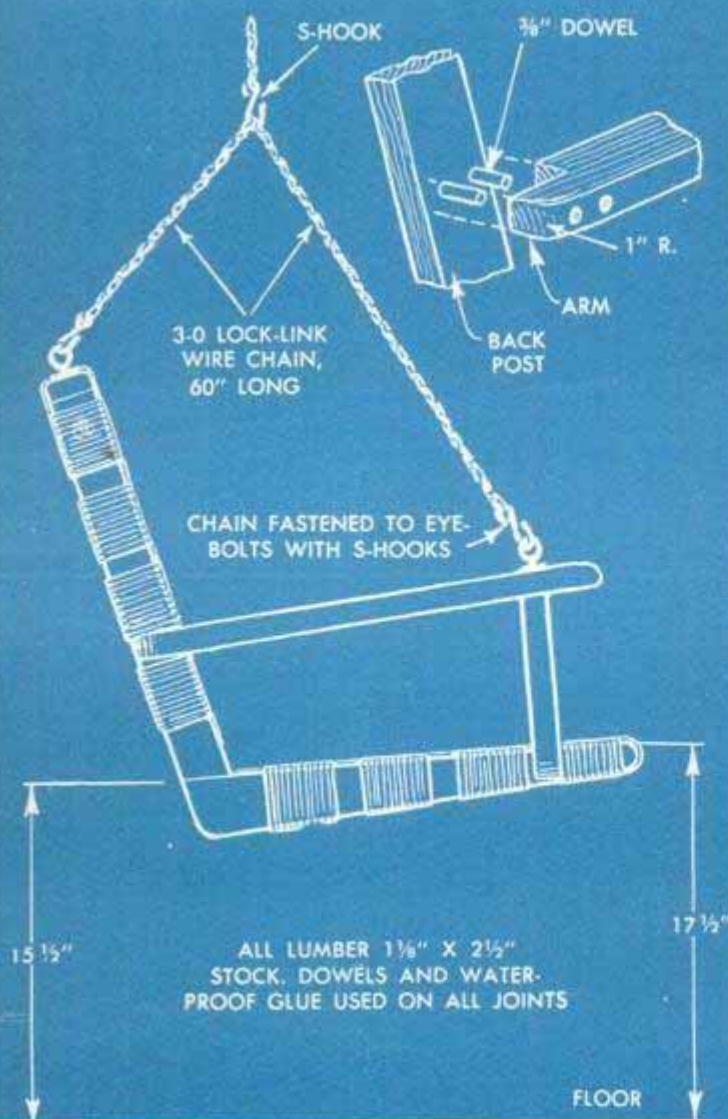 S-HOOK
⅜" DOWEL
1" R.
ARM
BACK
POST
3-0 LOCK-LINK
WIRE CHAIN,
60" LONG
CHAIN FASTENED TO EYE-
BOLTS WITH S-HOOKS
15 ½"
17 ½"
ALL LUMBER 1⅛" X 2½"
STOCK. DOWELS AND WATER-
PROOF GLUE USED ON ALL JOINTS
FLOOR